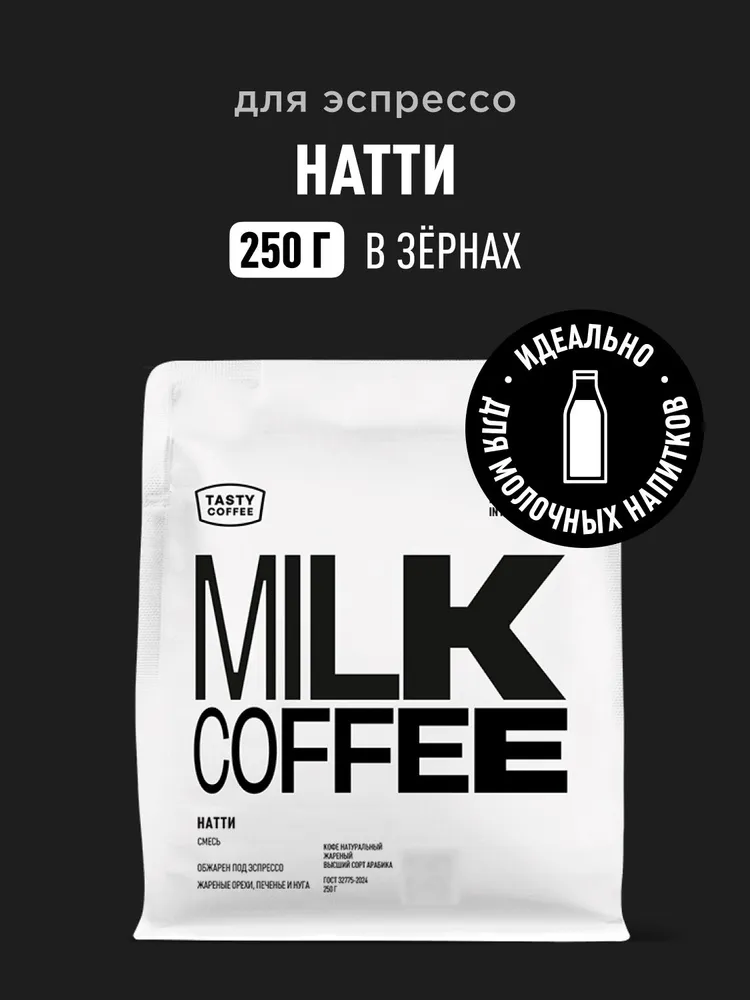 для эспрессо
НАТТИ
250 Г В ЗЁРНАХ
ИДЕАЛЬНО
ДЛЯ МОЛОЧНЫХ НАПИТКОВ
TASTY
COFFEE
MILK
COFFEE
НАТТИ
СМЕСЬ
ОБЖАРЕН ПОД ЭСПРЕССО
ЖАРЕНЫЕ ОРЕХИ, ПЕЧЕНЬЕ И НУГА
КОФЕ НАТУРАЛЬНЫЙ
ЖАРЕНЫЙ
ВЫСШИЙ СОРТ АРАБИКА
ГОСТ 32775-2024
250 Г